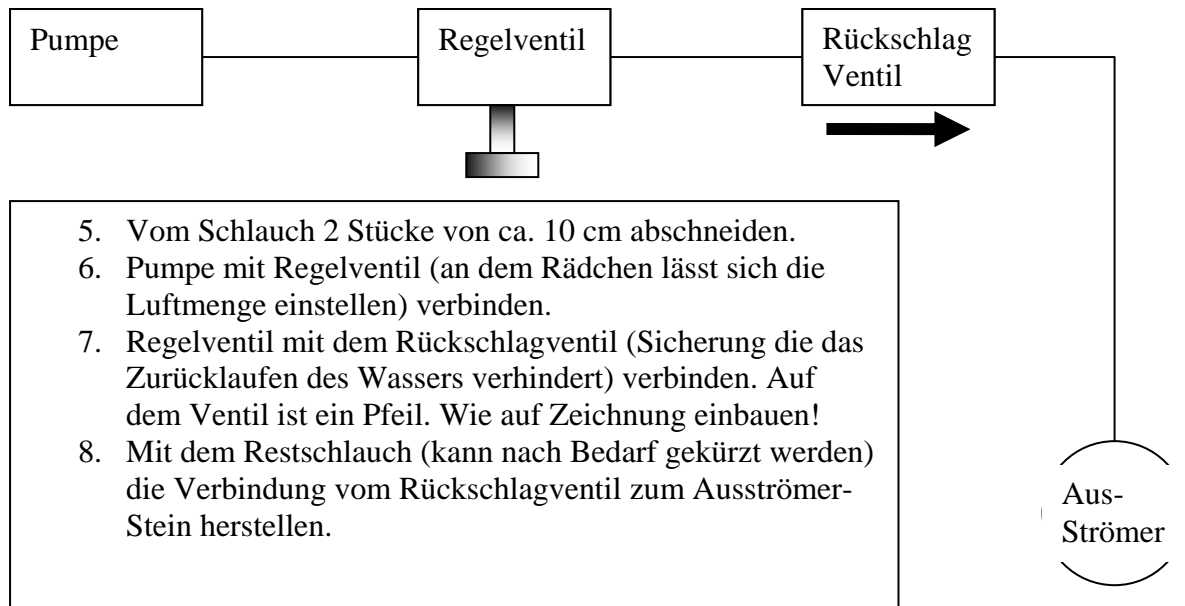 Pumpe
Regelventil
Rückschlag
Ventil
5. Vom Schlauch 2 Stücke von ca. 10 cm abschneiden.
6. Pumpe mit Regelventil (an dem Rädchen lässt sich die
Luftmenge einstellen) verbinden.
7. Regelventil mit dem Rückschlagventil (Sicherung die das
Zurücklaufen des Wassers verhindert) verbinden. Auf
dem Ventil ist ein Pfeil. Wie auf Zeichnung einbauen!
8. Mit dem Restschlauch (kann nach Bedarf gekürzt werden)
die Verbindung vom Rückschlagventil zum Ausströmer-
Stein herstellen.
Aus-
Strömer